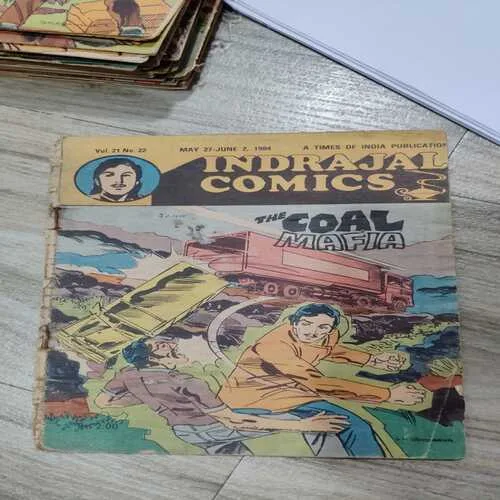 Vol. 21 No. 22 MAY 27-JUNE 2, 1984 A TIMES OF INDIA PUBLICATION
INDRAJAL
COMICS
THE COAL
MAFIA